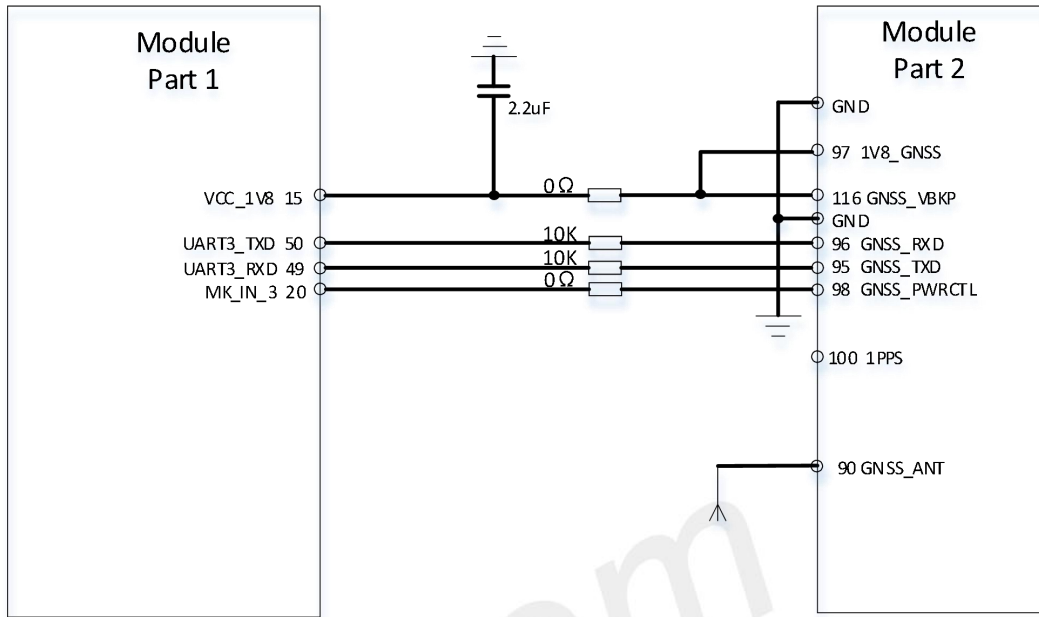 Module
Part 1
Module
Part 2
2.2uF
GND
97 1V8_GNSS
VCC_1V8 15
0Ω
116 GNSS_VBKP
GND
UART3_TXD 50
10K
96 GNSS_RXD
UART3_RXD 49
10K
95 GNSS_TXD
MK_IN_3 20
0Ω
98 GNSS_PWRCTL
100 1PPS
90 GNSS_ANT
om